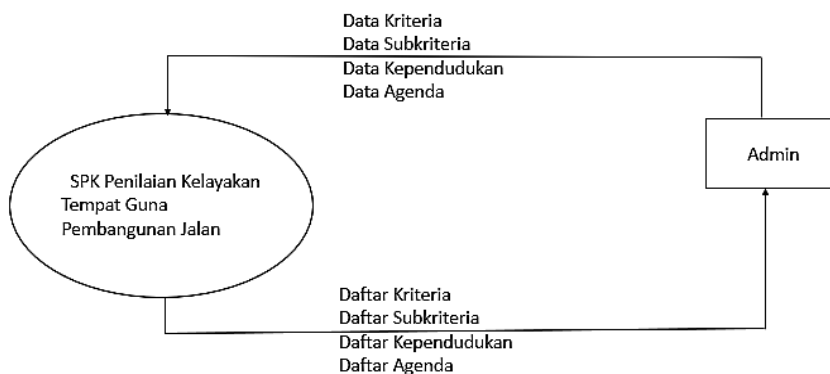 Data Kriteria
Data Subkriteria
Data Kependudukan
Data Agenda
SPK Penilaian Kelayakan
Tempat Guna
Pembangunan Jalan
Admin
Daftar Kriteria
Daftar Subkriteria
Daftar Kependudukan
Daftar Agenda